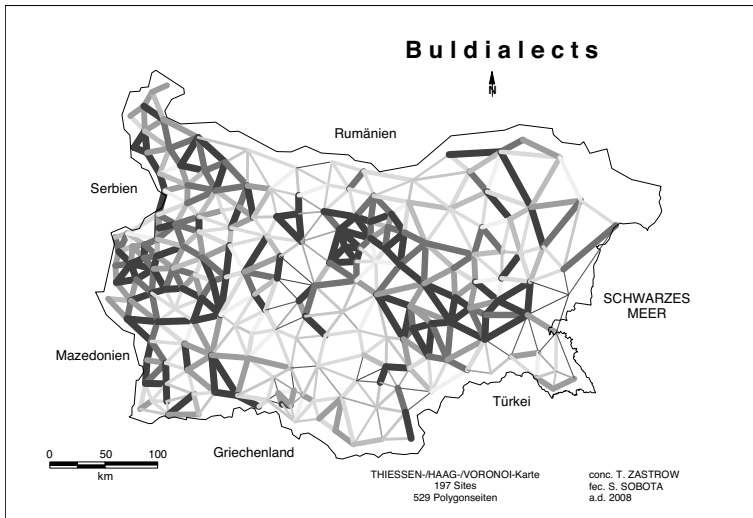 Buldialects
N
Rumänien
Serbien
SCHWARZES
MEER
Mazedonien
Türkei
Griechenland
0 50 100
km
THIESSEN-/HAAG-/VORONOI-Karte
197 Sites
529 Polygonseiten
conc. T. ZASTROW
fec. S. SOBOTA
a.d. 2008